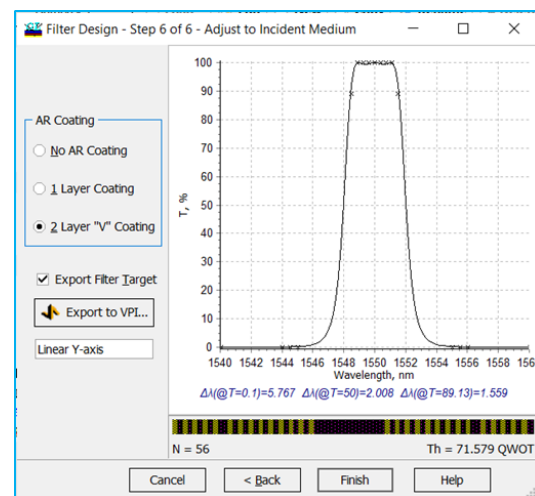 Filter Design - Step 6 of 6 - Adjust to Incident Medium
AR Coating
No AR Coating
1 Layer Coating
2 Layer "V" Coating
Export Filter Target
Export to VPI...
Linear Y-axis
T, %
100
90
80
70
60
50
40
30
20
10
0
1540 1542 1544 1546 1548 1550 1552 1554 1556 1558 156
Wavelength, nm
Δλ(@T=0.1)=5.767 Δλ(@T=50)=2.008 Δλ(@T=89.13)=1.559
N = 56 Th = 71.579 QWOT
Cancel < Back Finish Help